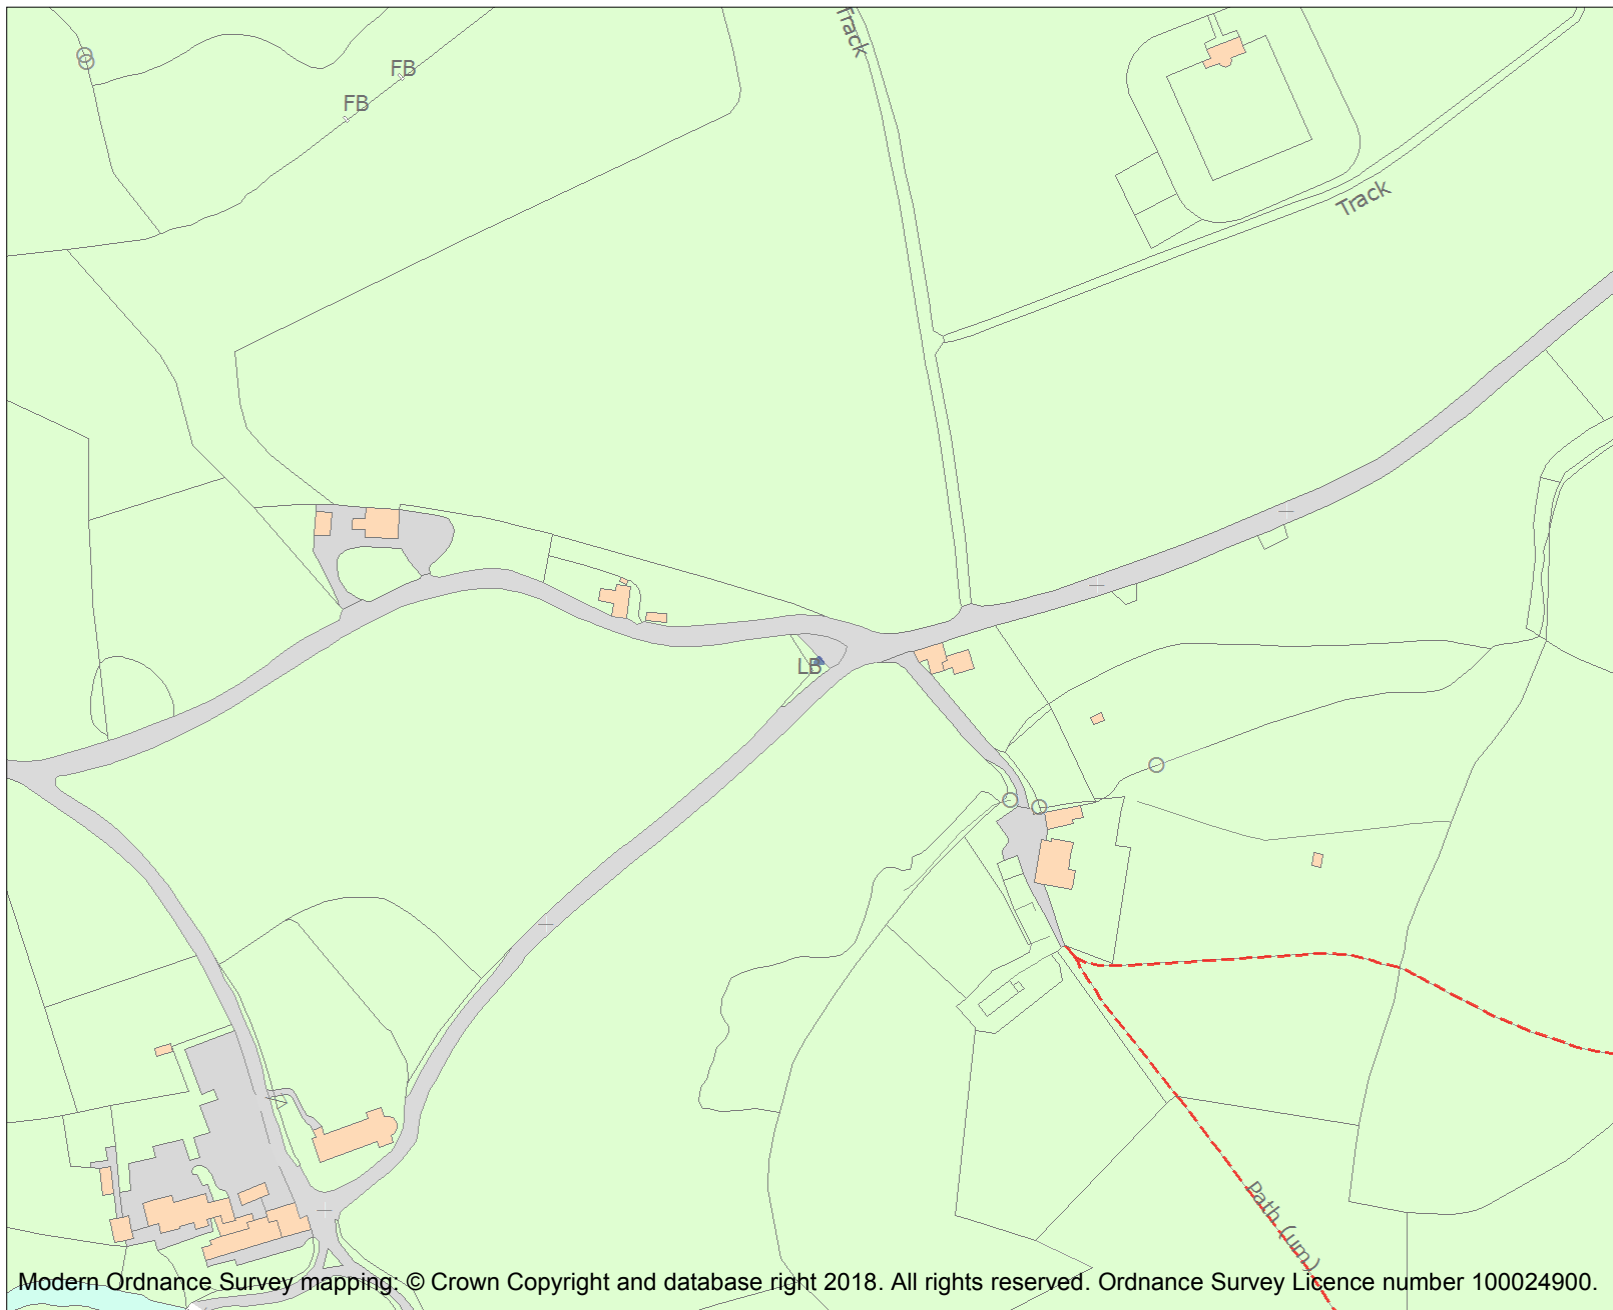 Track
FB
FB
Track
LB
Path (um)
Modern Ordnance Survey mapping: © Crown Copyright and database right 2018. All rights reserved. Ordnance Survey Licence number 100024900.